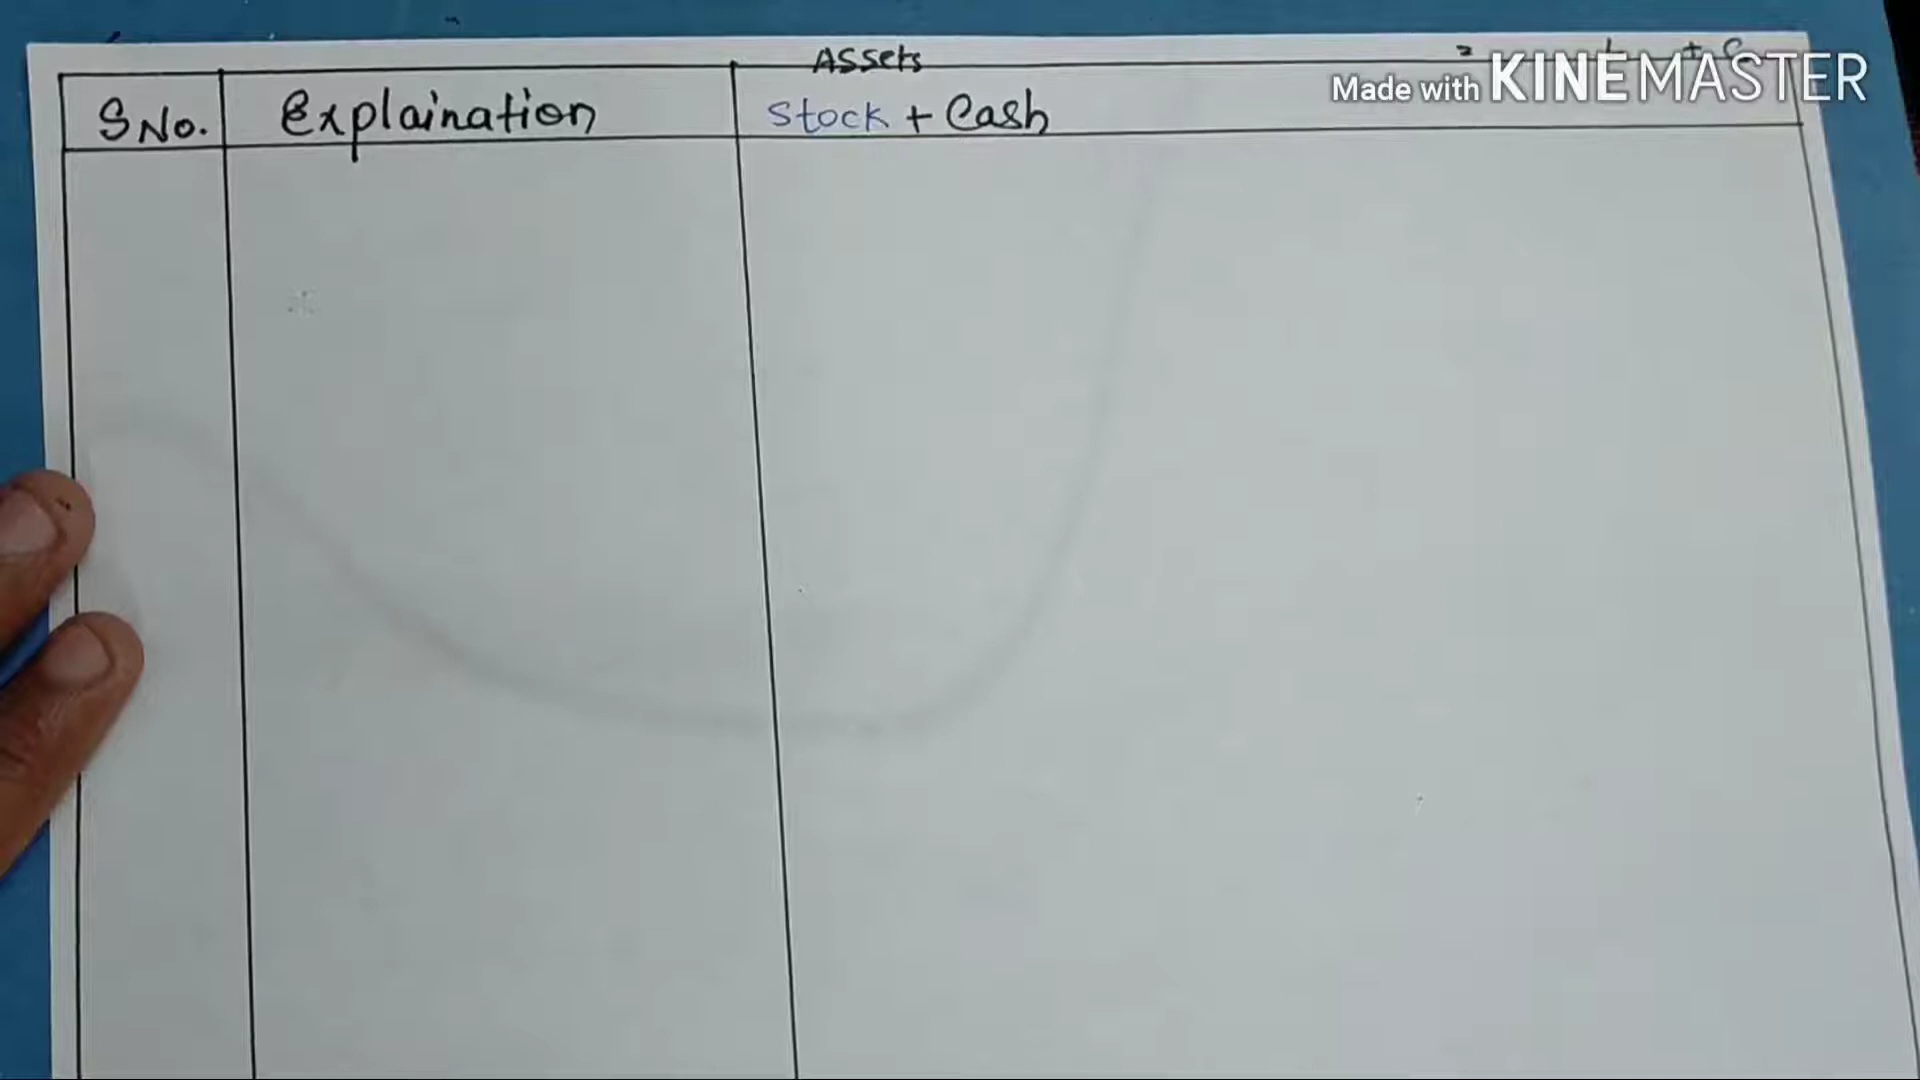 Assets
Made with KINEMASTER
S No.
Explaination
Stock + Cash